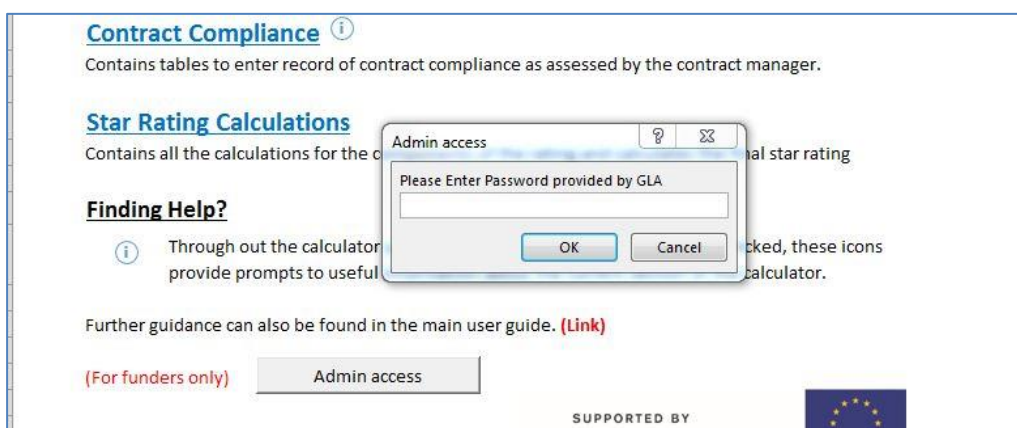 Contract Compliance
Contains tables to enter record of contract compliance as assessed by the contract manager.
Star Rating Calculations
Contains all the calculations for the final star rating
Admin access
Please Enter Password provided by GLA
OK Cancel
Finding Help?
Through out the calculator cked, these icons
provide prompts to useful calculator.
Further guidance can also be found in the main user guide. (Link)
(For funders only) Admin access
SUPPORTED BY